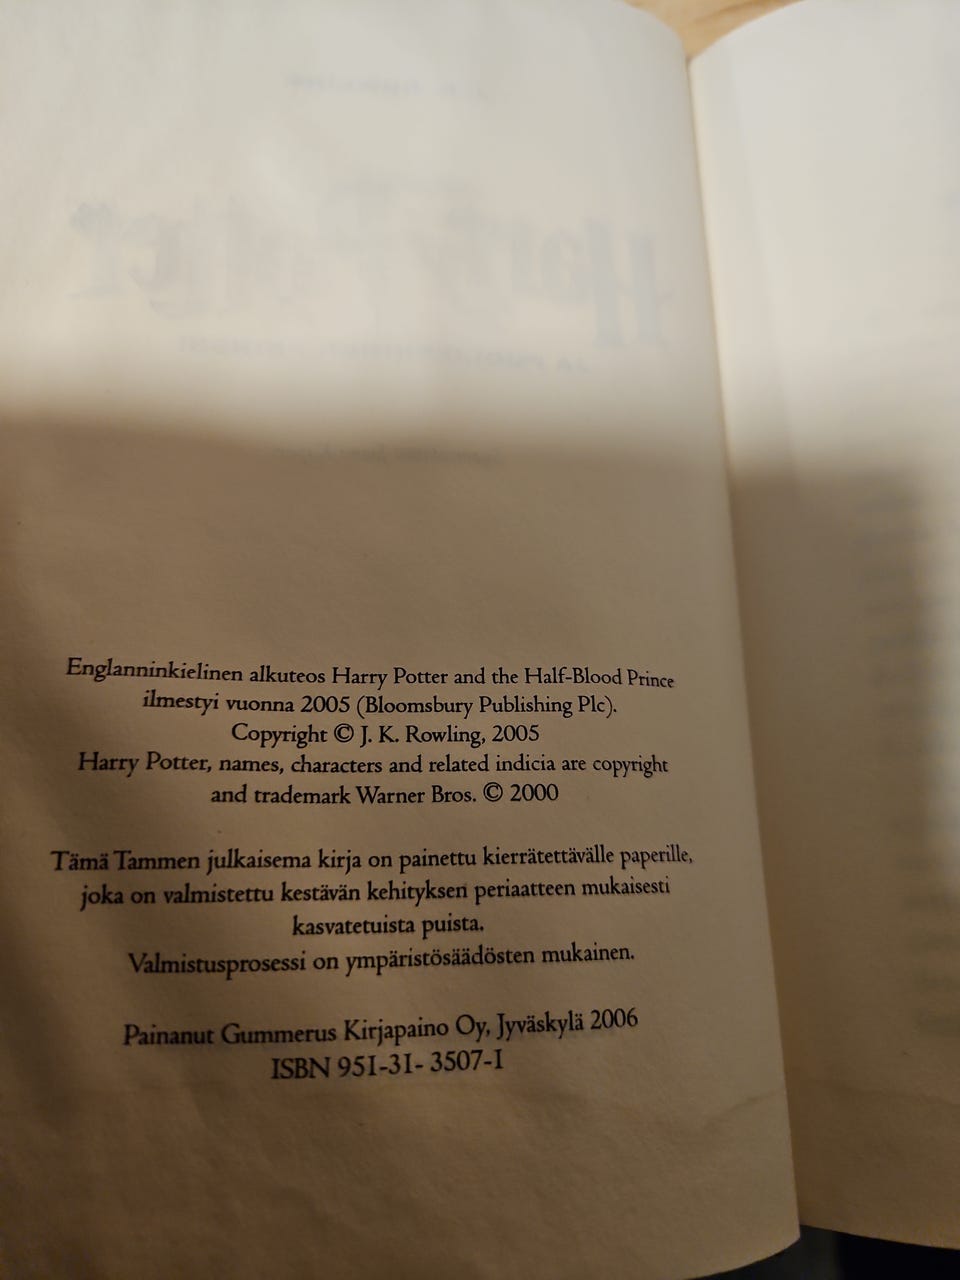 Englanninkielinen alkuteos Harry Potter and the Half-Blood Prince
ilmestyi vuonna 2005 (Bloomsbury Publishing Plc).
Copyright © J. K. Rowling, 2005
Harry Potter, names, characters and related indicia are copyright
and trademark Warner Bros. © 2000
Tämä Tammen julkaisema kirja on painettu kierrätettävälle paperille,
joka on valmistettu kestävän kehityksen periaatteen mukaisesti
kasvatetuista puista.
Valmistusprosessi on ympäristösäädösten mukainen.
Painanut Gummerus Kirjapaino Oy, Jyväskylä 2006
ISBN 951-31- 3507-1